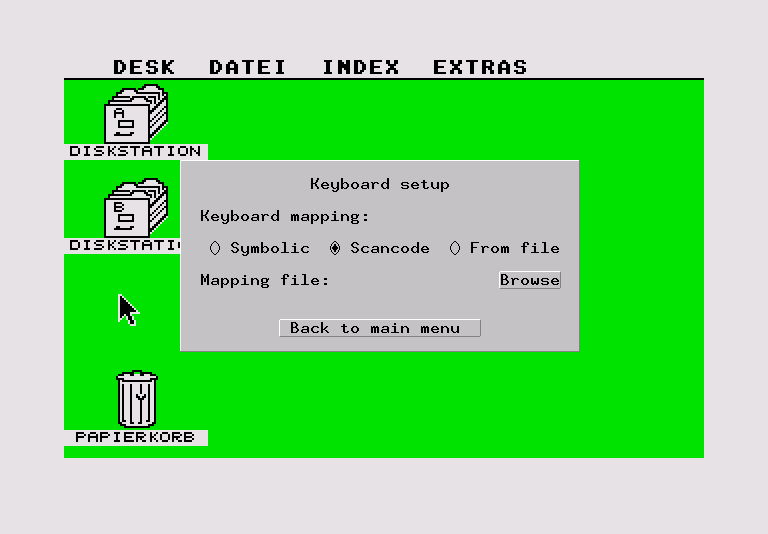 DESK DATEI INDEX EXTRAS
A
DISKSTATION
B
DISKSTATI
Keyboard setup
Keyboard mapping:
Symbolic Scancode From file
Mapping file: Browse
Back to main menu
PAPIERKORB